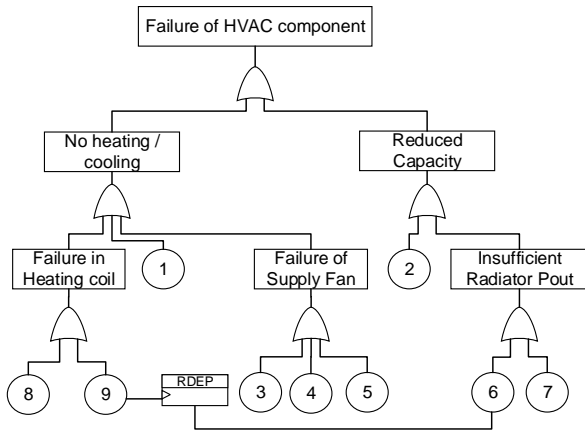 Failure of HVAC component
No heating /
cooling
Reduced
Capacity
Failure in
Heating coil
1
Failure of
Supply Fan
2
Insufficient
Radiator Pout
8
9
RDEP
3
4
5
6
7